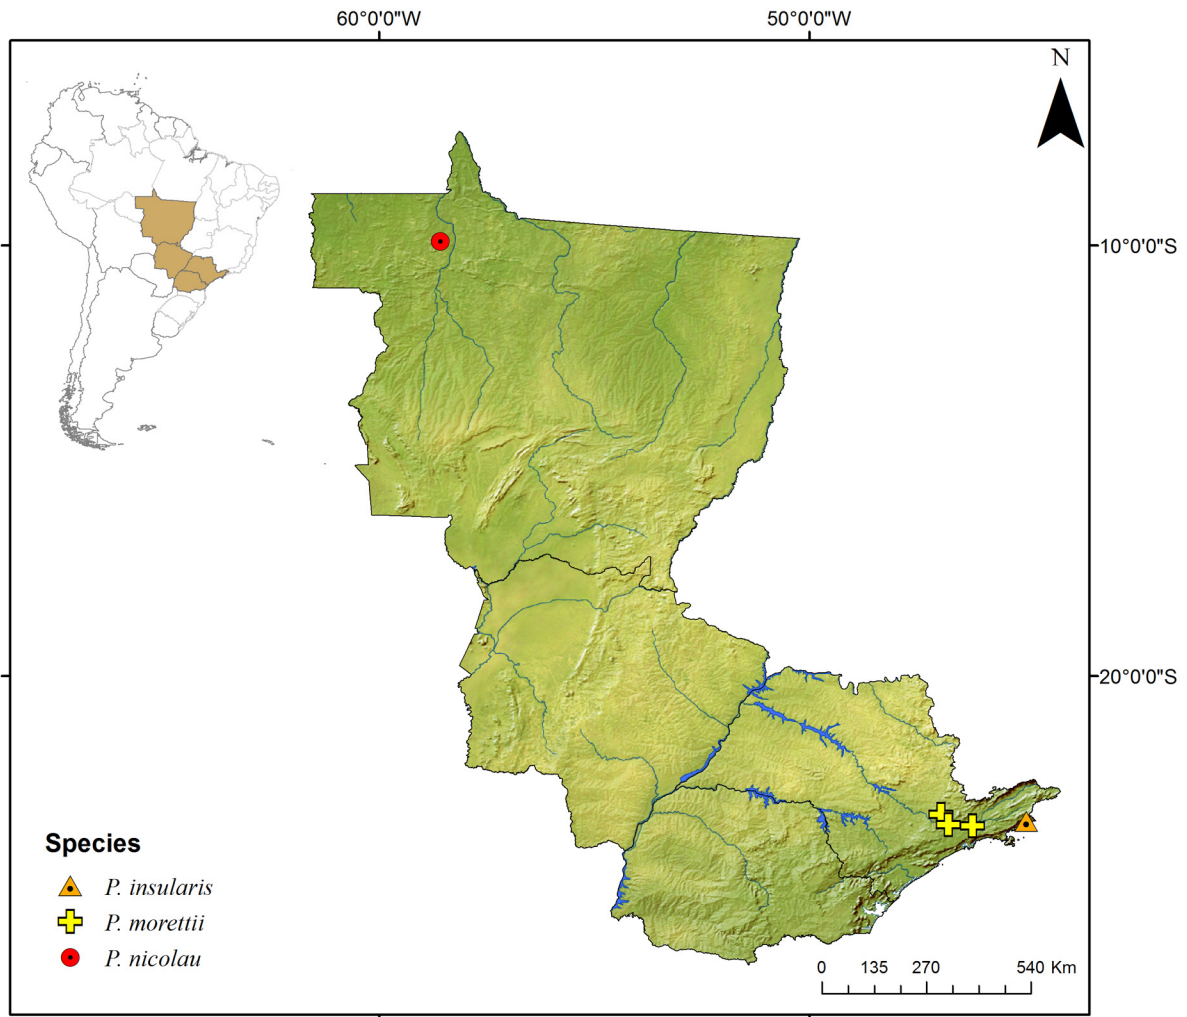 60°0'0"W
50°0'0"W
N
10°0'0"S
20°0'0"S
Species
P. insularis
P. morettii
P. nicolau
0 135 270 540 Km